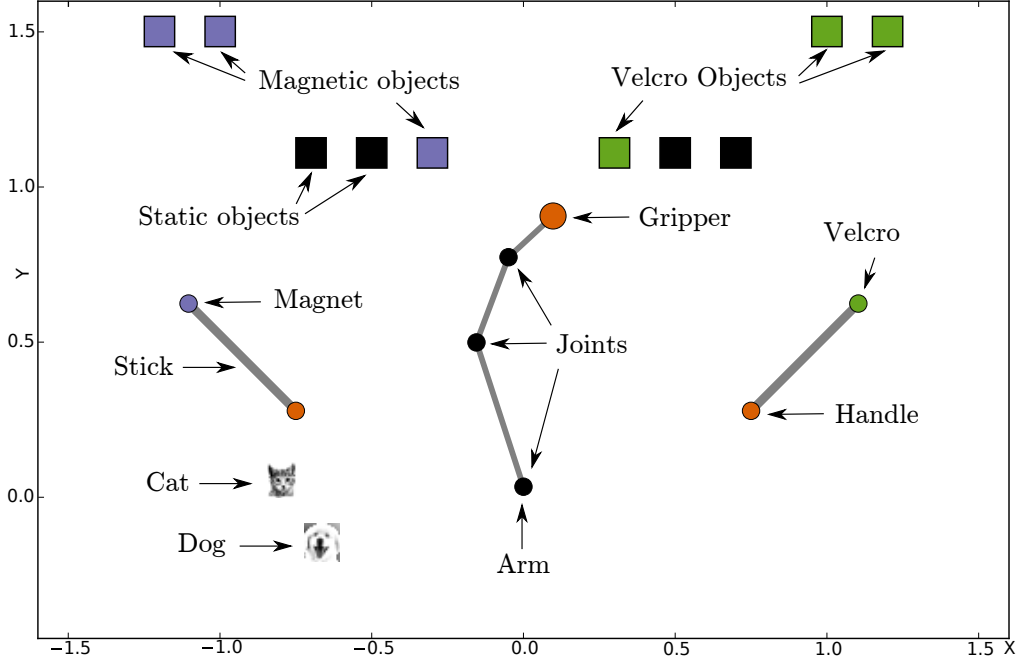 1.5
Magnetic objects
Velcro Objects
1.0
Static objects
Gripper
Velcro
Y
Magnet
0.5
Joints
Stick
Handle
Cat
0.0
Dog
Arm
−1.5 −1.0 −0.5 0.0 0.5 1.0 1.5 X